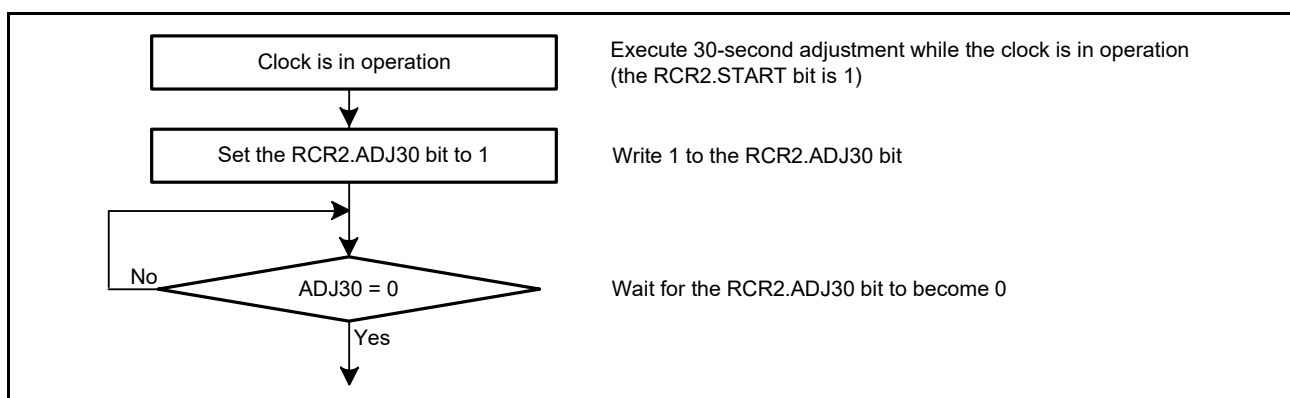 Clock is in operation
Execute 30-second adjustment while the clock is in operation
(the RCR2.START bit is 1)
Set the RCR2.ADJ30 bit to 1
Write 1 to the RCR2.ADJ30 bit
No
ADJ30 = 0
Wait for the RCR2.ADJ30 bit to become 0
Yes